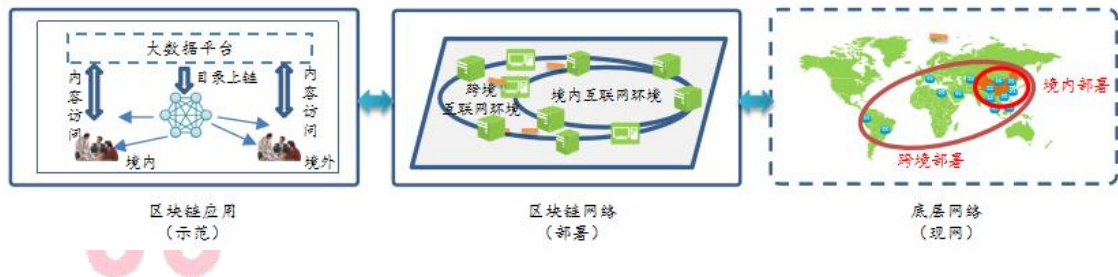 大数据平台
内容访问
目录上链
内容访问
境内
境外
跨境
互联网环境
境内互联网环境
境内部署
跨境部署
区块链应用
（示范）
区块链网络
（部署）
底层网络
（现网）